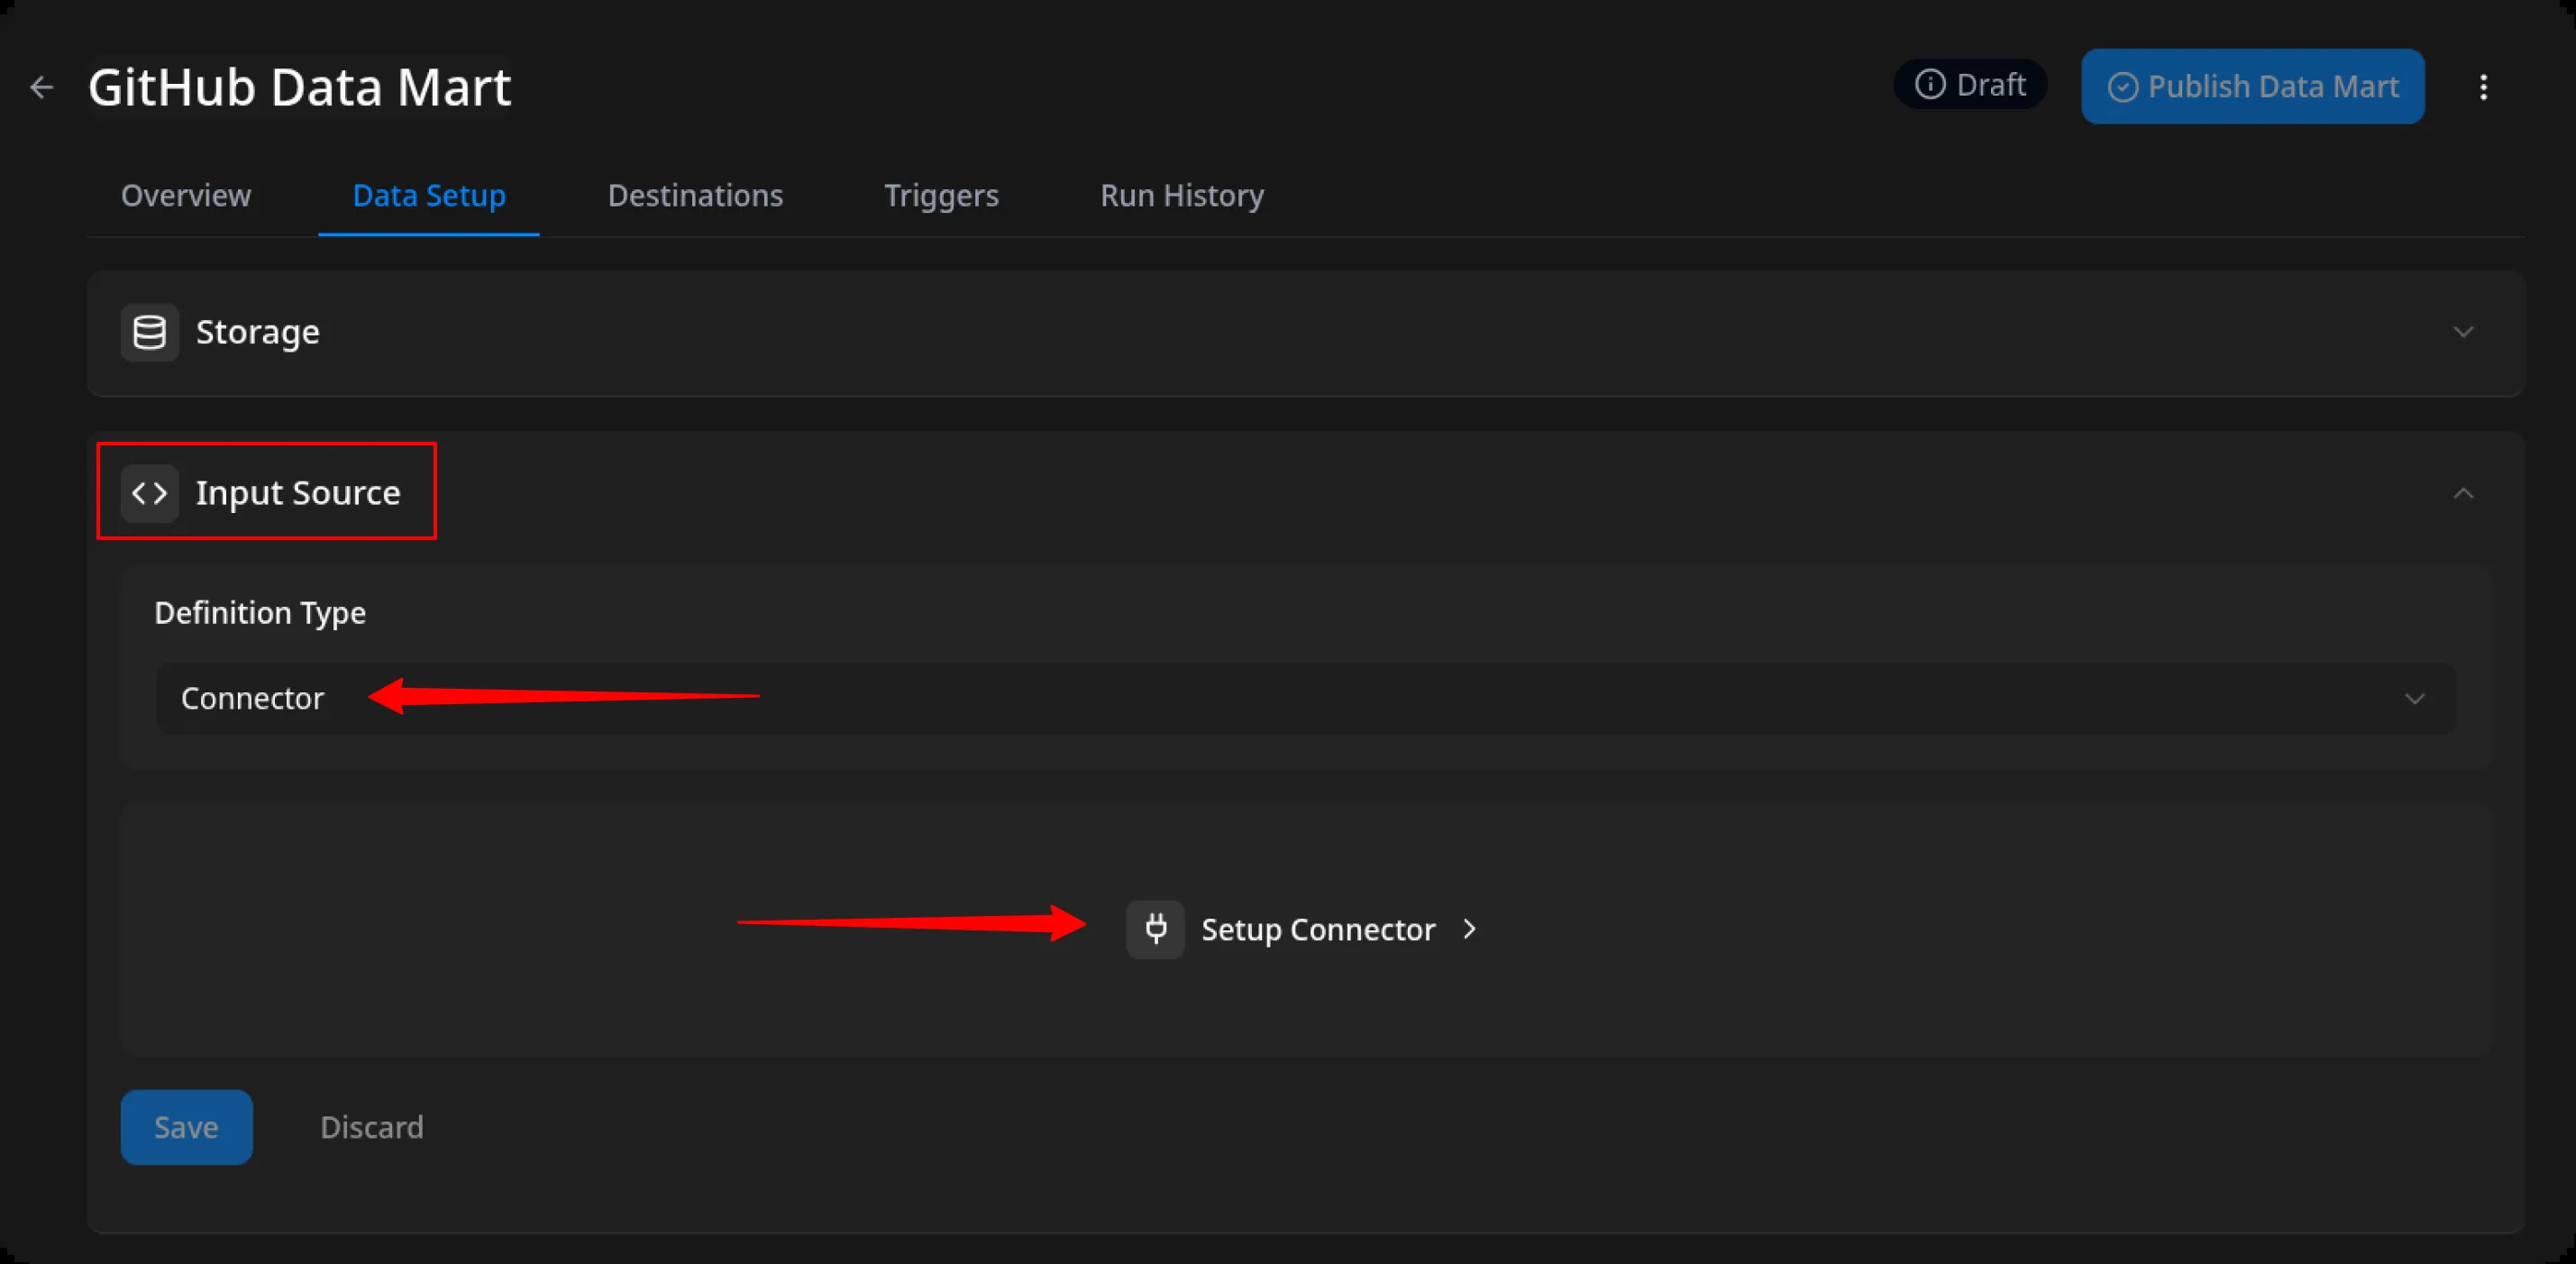 GitHub Data Mart
Draft
Publish Data Mart
Overview
Data Setup
Destinations
Triggers
Run History
Storage
Input Source
Definition Type
Connector
Setup Connector
Save
Discard